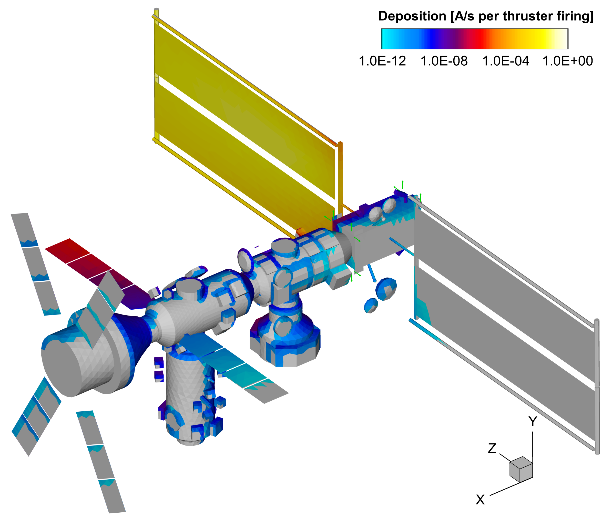 Deposition [A/s per thruster firing]
1.0E-12 1.0E-08 1.0E-04 1.0E+00
Y
Z
X